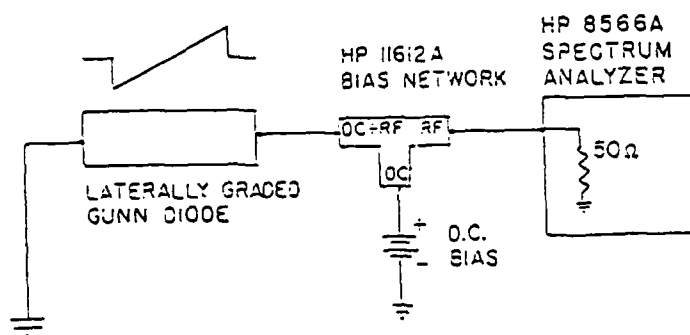 HP 11612A
BIAS NETWORK
HP 8566A
SPECTRUM
ANALYZER
DC+RF RF
DC
50Ω
LATERALLY GRADED
GUNN DIODE
+
-
D.C.
BIAS